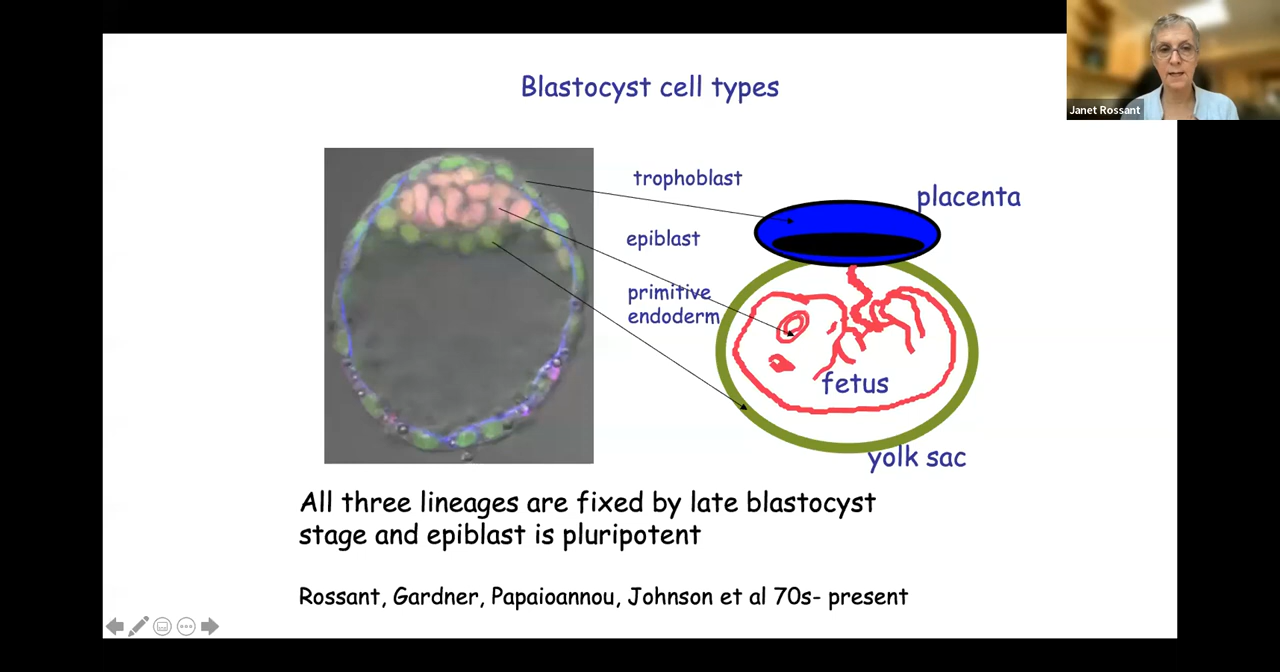 Blastocyst cell types
Janet Rossant
trophoblast
placenta
epiblast
primitive
endoderm
fetus
yolk sac
All three lineages are fixed by late blastocyst
stage and epiblast is pluripotent
Rossant, Gardner, Papaioannou, Johnson et al 70s- present